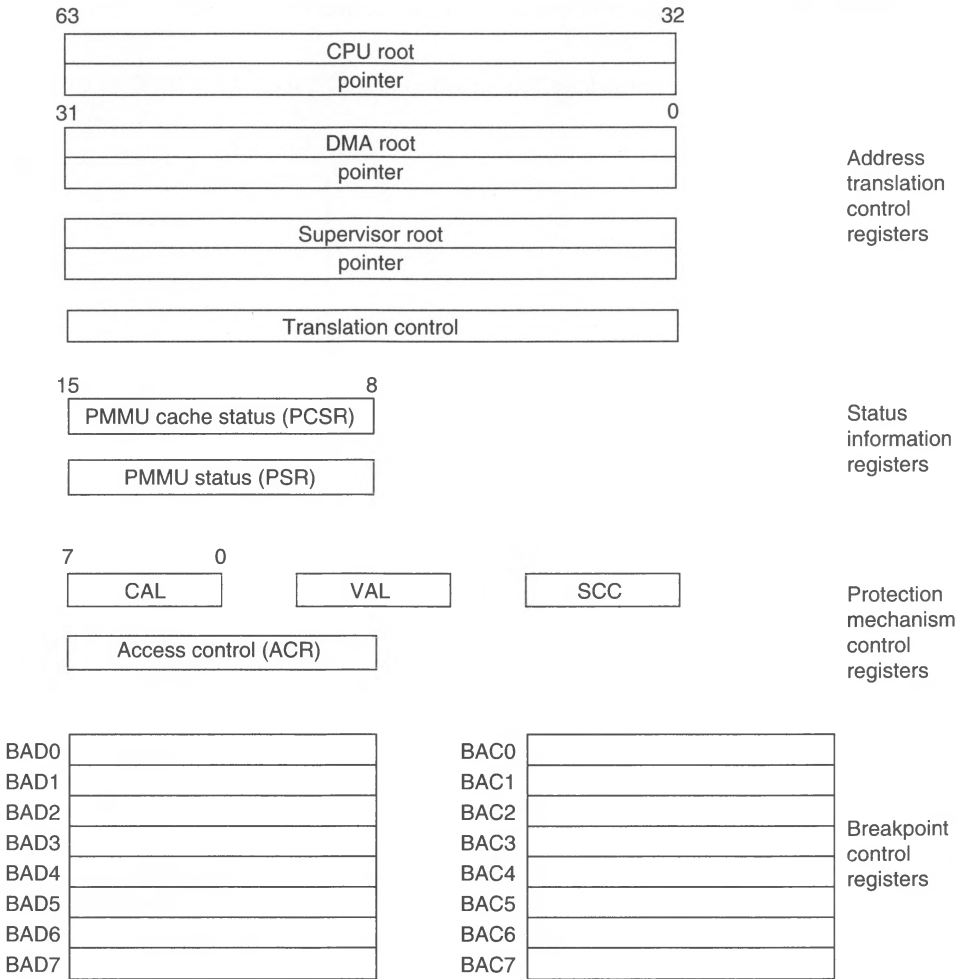 63 32
CPU root
pointer
31 0
DMA root
pointer
Supervisor root
pointer
Translation control
Address
translation
control
registers
15 8
PMMU cache status (PCSR)
PMMU status (PSR)
Status
information
registers
7 0
CAL VAL SCC
Access control (ACR)
Protection
mechanism
control
registers
BAD0 BAC0
BAD1 BAC1
BAD2 BAC2
BAD3 BAC3
BAD4 BAC4
BAD5 BAC5
BAD6 BAC6
BAD7 BAC7
Breakpoint
control
registers